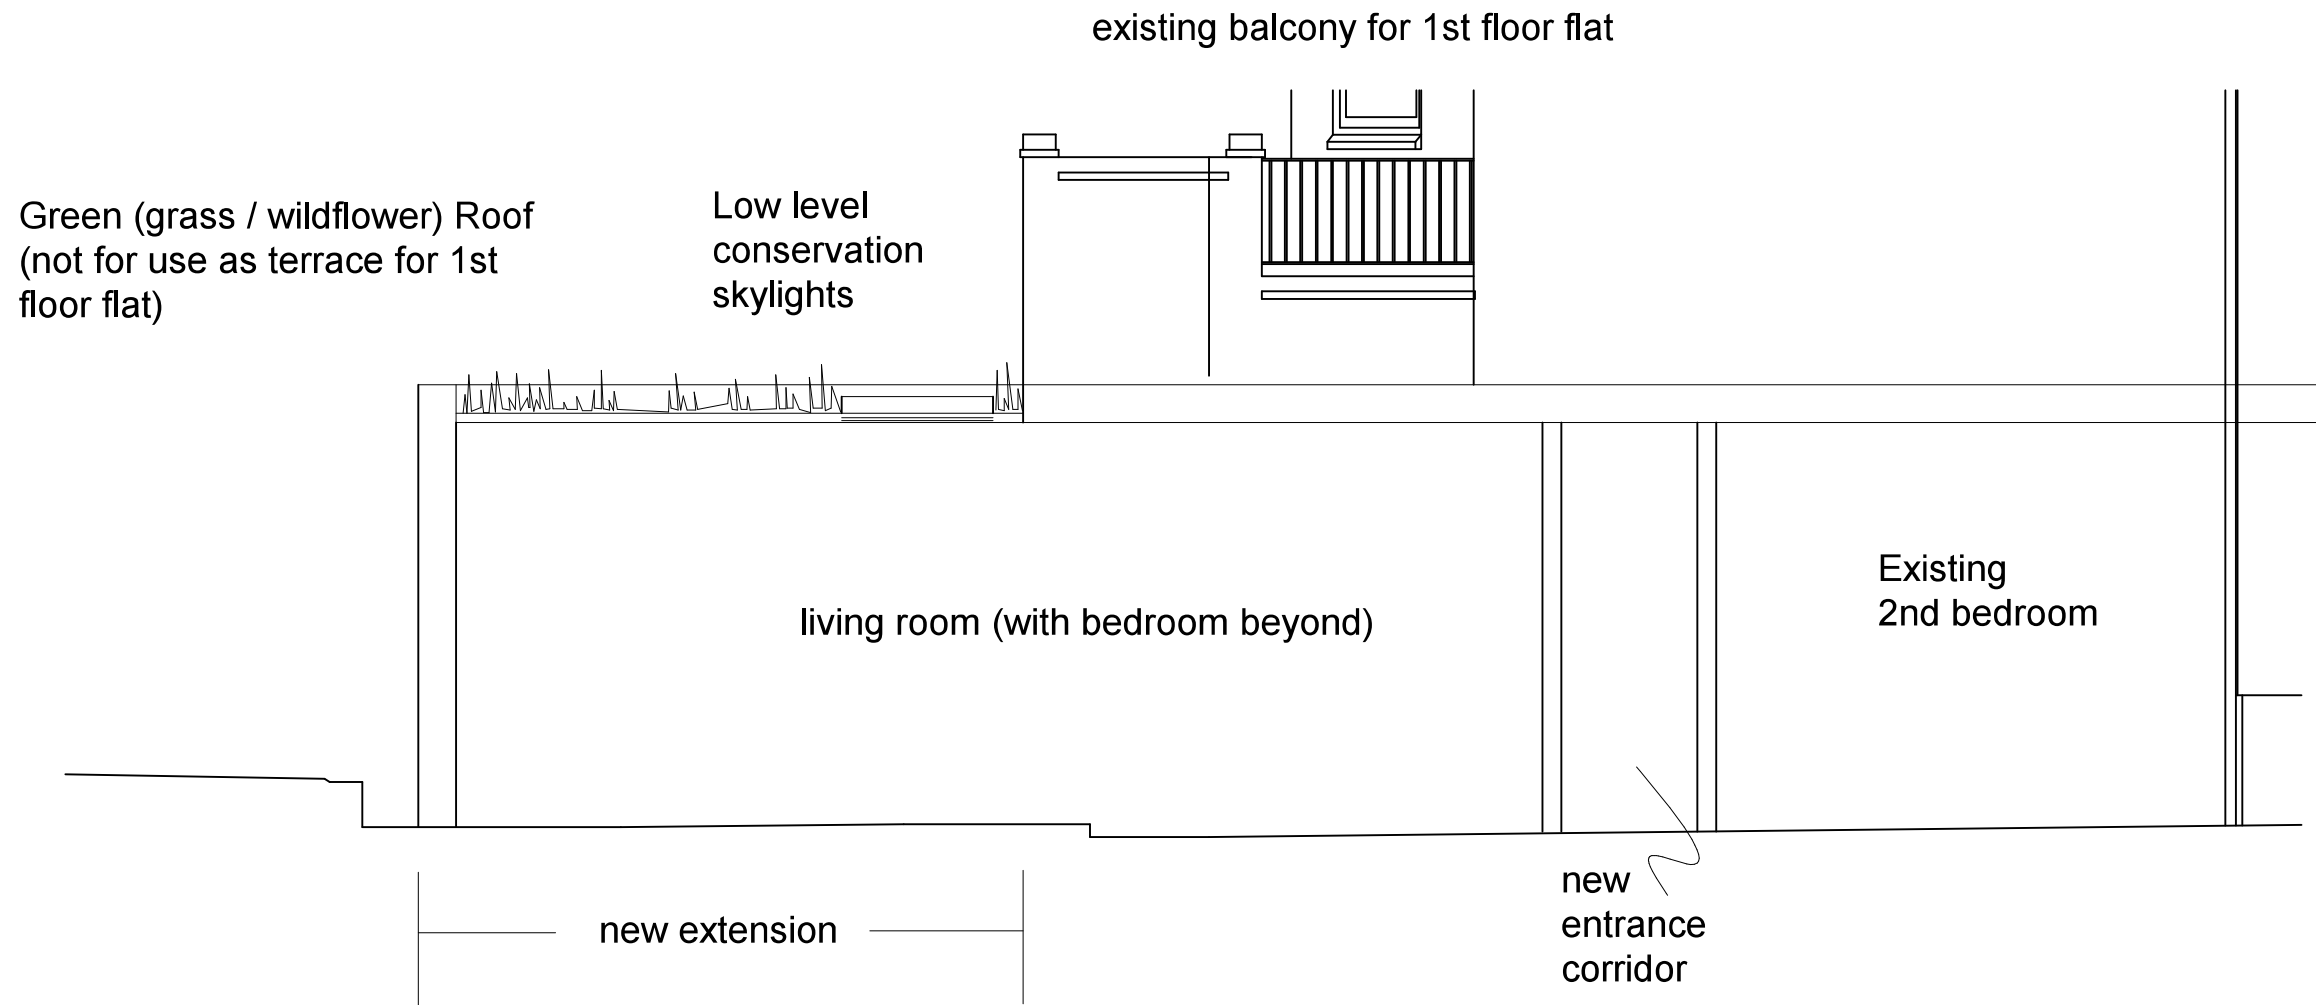 existing balcony for 1st floor flat
Green (grass / wildflower) Roof
(not for use as terrace for 1st
floor flat)
Low level
conservation
skylights
living room (with bedroom beyond)
Existing
2nd bedroom
new extension
new
entrance
corridor